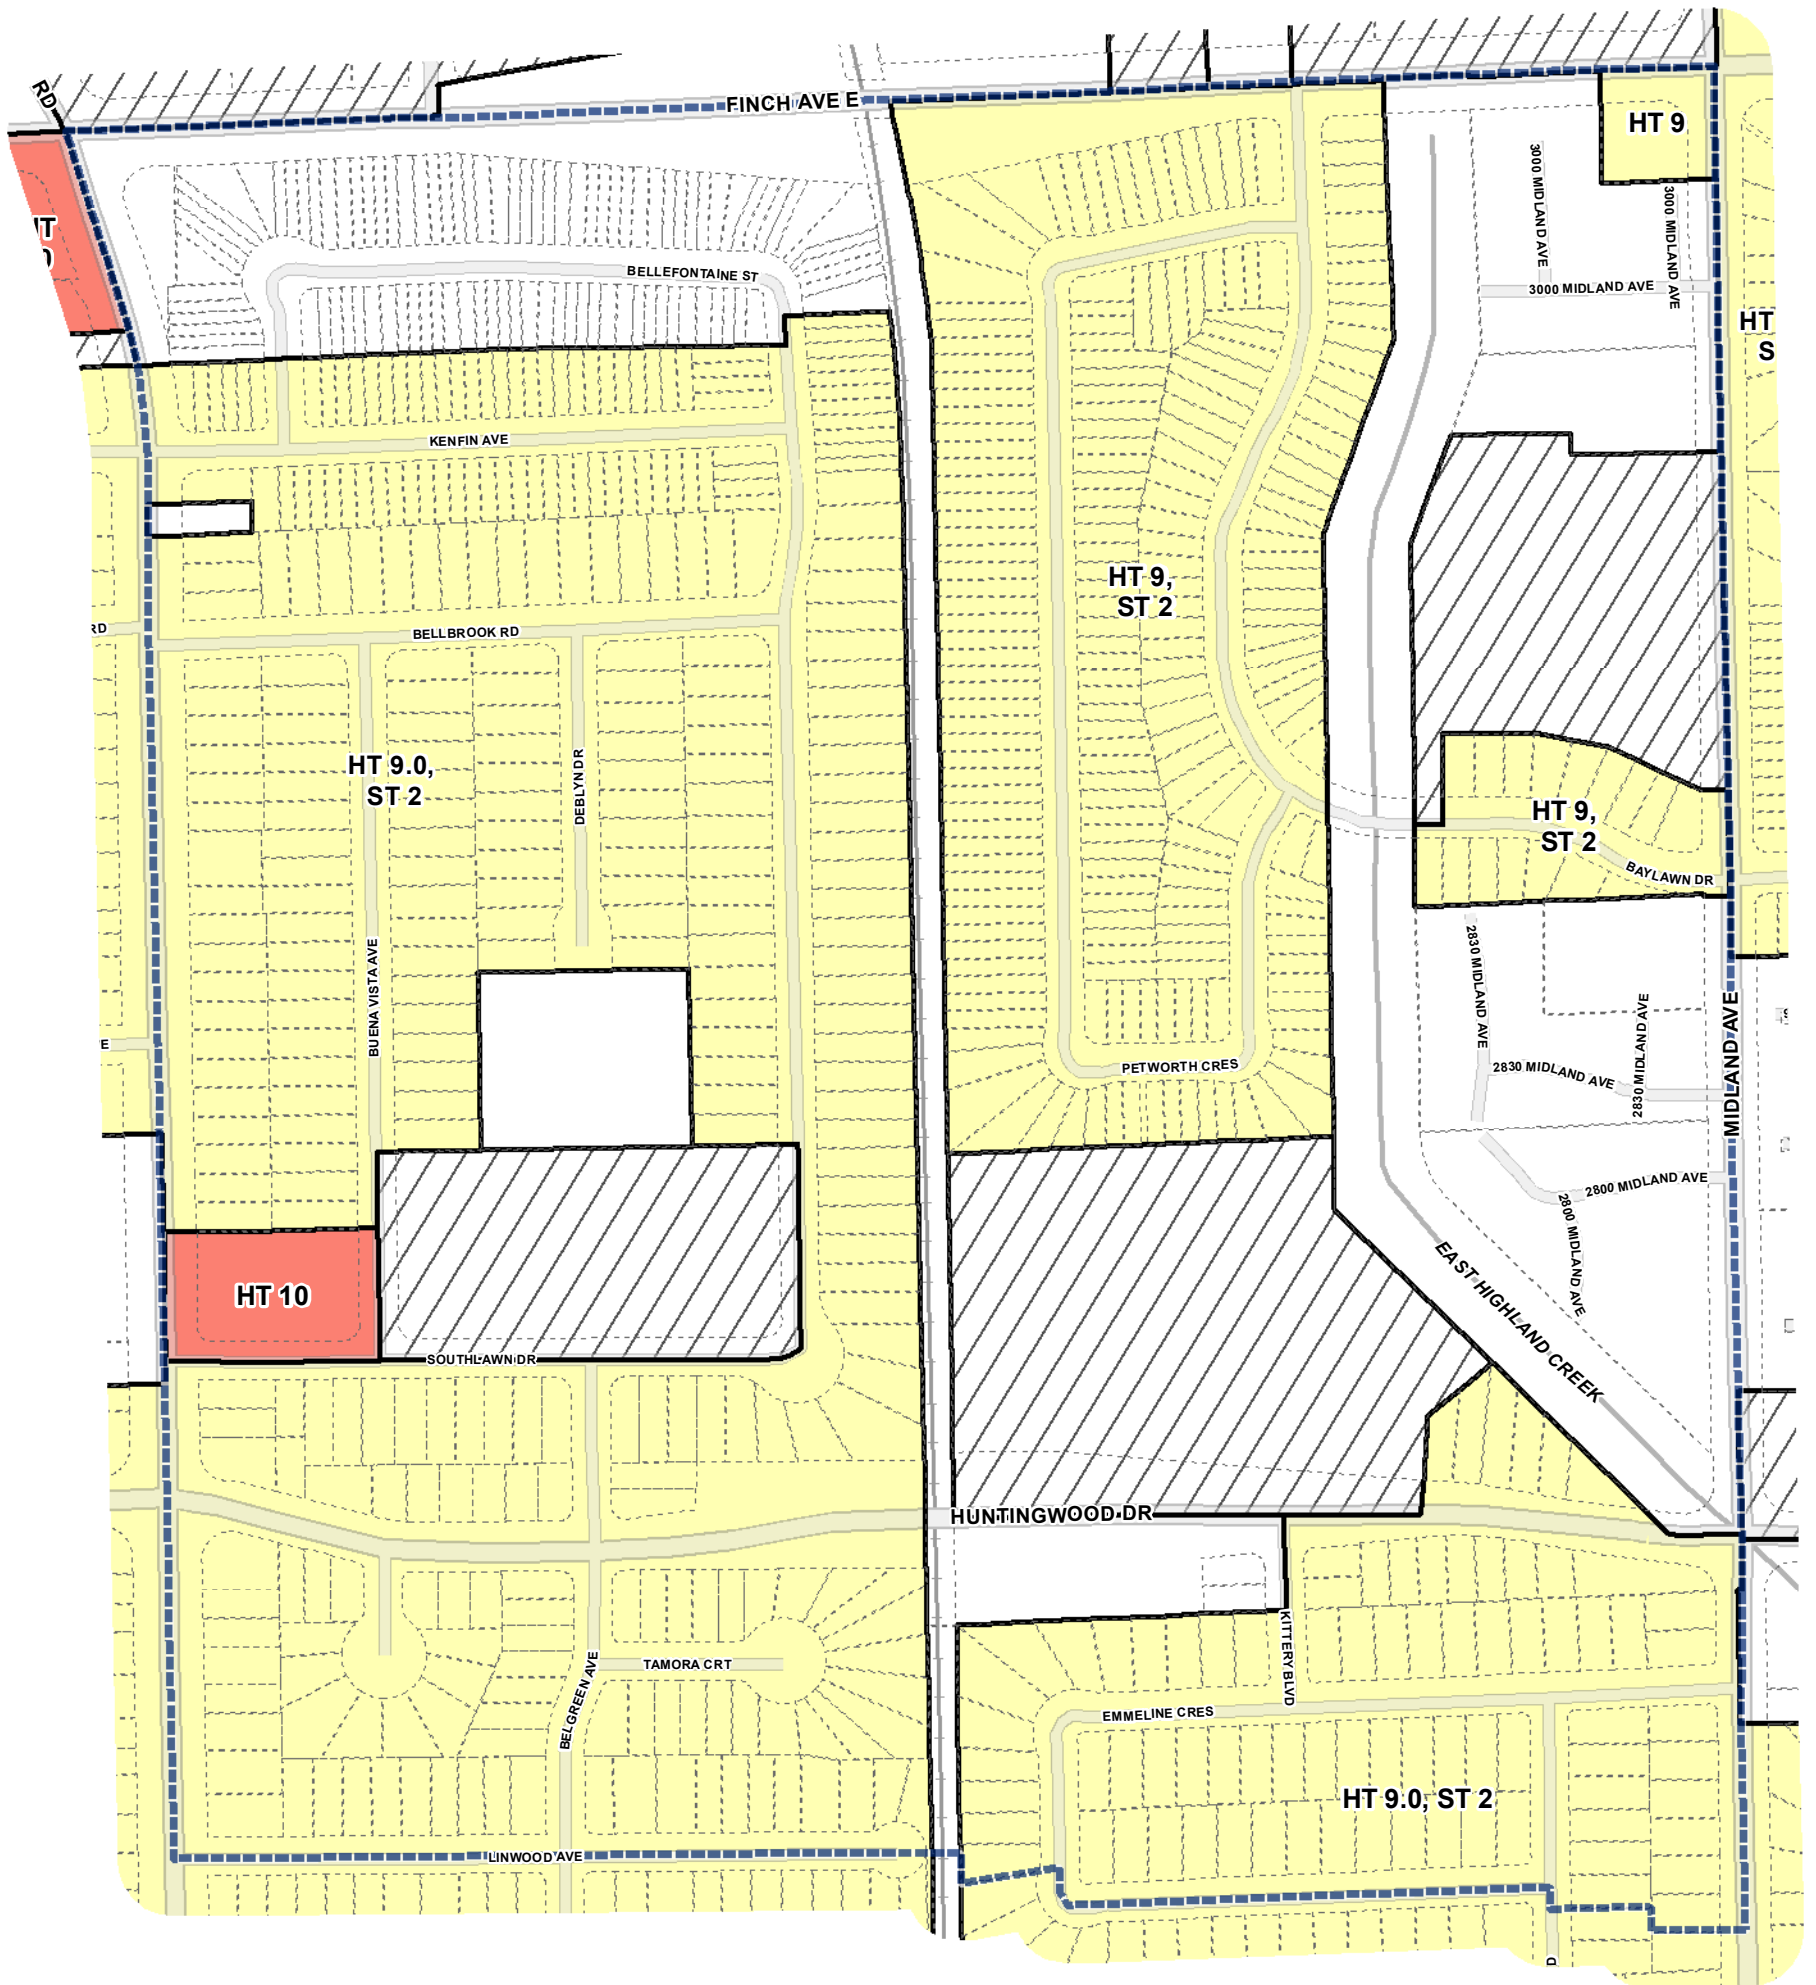 RD
FINCH AVE E
HT 9
3000 MIDLAND AVE
3000 MIDLAND AVE
3000 MIDLAND AVE
BELLEFONTAINE ST
HT
S
KENFIN AVE
HT 9,
ST 2
RD
BELLBROOK RD
HT 9.0,
ST 2
DEBLYN DR
HT 9,
ST 2
BAYLAWN DR
BUENA VISTA AVE
2830 MIDLAND AVE
2830 MIDLAND AVE
2830 MIDLAND AVE
MIDLAND AVE
E
PETWORTH CRES
2800 MIDLAND AVE
2800 MIDLAND AVE
HT 10
EAST HIGHLAND CREEK
SOUTHLAWN DR
HUNTINGWOOD DR
KITTERY BLVD
TAMORA CRT
BELGREEN AVE
EMMELINE CRES
HT 9.0, ST 2
LINWOOD AVE
D